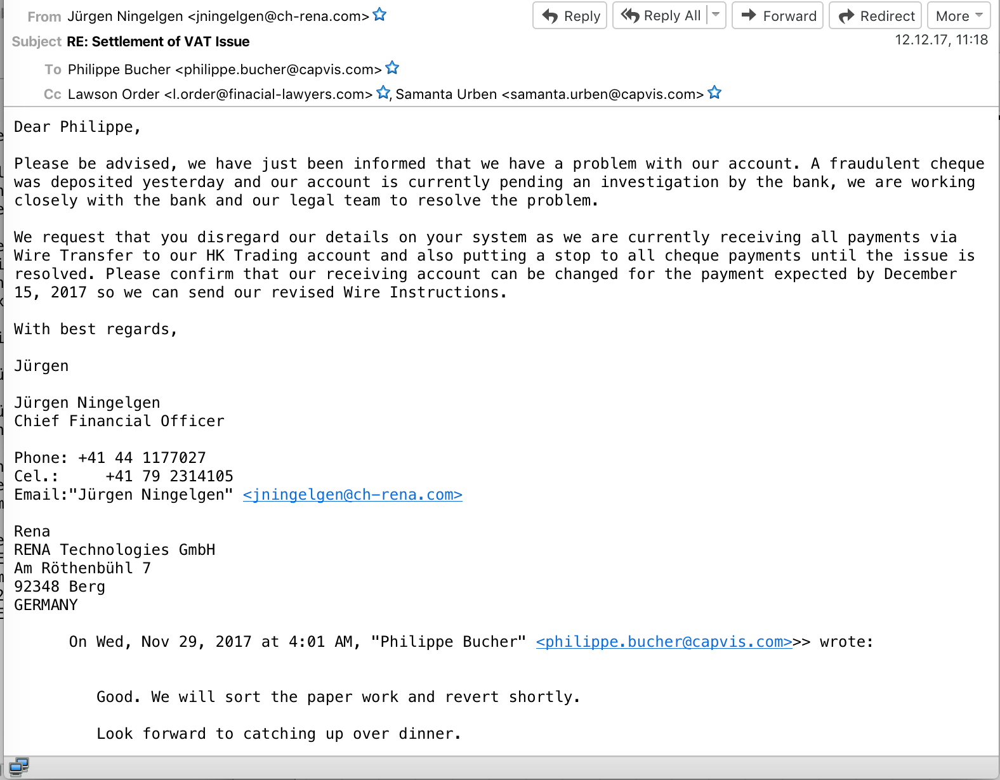 From Jürgen Ningelgen <jningelgen@ch-rena.com> Reply Reply All Forward Redirect More
Subject RE: Settlement of VAT Issue 12.12.17, 11:18
To Philippe Bucher <philippe.bucher@capvis.com>
Cc Lawson Order <l.order@finacial-lawyers.com>, Samanta Urben <samanta.urben@capvis.com>
Dear Philippe,
Please be advised, we have just been informed that we have a problem with our account. A fraudulent cheque
was deposited yesterday and our account is currently pending an investigation by the bank, we are working
closely with the bank and our legal team to resolve the problem.
We request that you disregard our details on your system as we are currently receiving all payments via
Wire Transfer to our HK Trading account and also putting a stop to all cheque payments until the issue is
resolved. Please confirm that our receiving account can be changed for the payment expected by December
15, 2017 so we can send our revised Wire Instructions.
With best regards,
Jürgen
Jürgen Ningelgen
Chief Financial Officer
Phone: +41 44 1177027
Cel.: +41 79 2314105
Email:"Jürgen Ningelgen" <jningelgen@ch-rena.com>
Rena
RENA Technologies GmbH
Am Röthenbühl 7
92348 Berg
GERMANY
On Wed, Nov 29, 2017 at 4:01 AM, "Philippe Bucher" <philippe.bucher@capvis.com>>> wrote:
Good. We will sort the paper work and revert shortly.
Look forward to catching up over dinner.